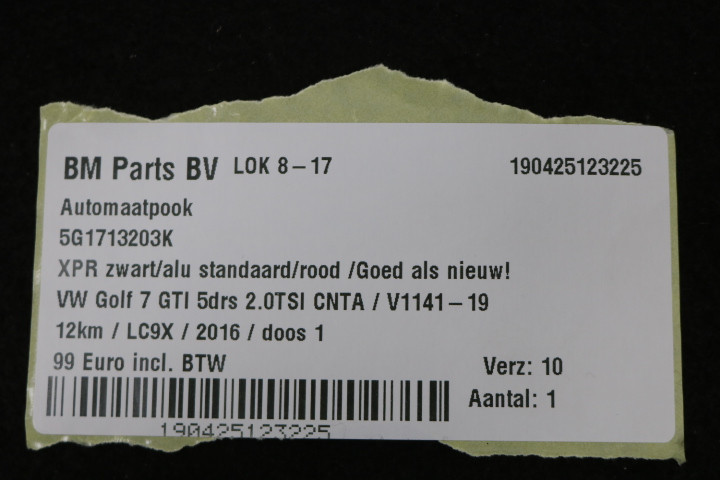 BM Parts BV LOK 8-17 190425123225
Automaatpook
5G1713203K
XPR zwart/alu standaard/rood /Goed als nieuw!
VW Golf 7 GTI 5drs 2.0TSI CNTA / V1141-19
12km / LC9X / 2016 / doos 1
99 Euro incl. BTW Verz: 10
Aantal: 1
190425123225